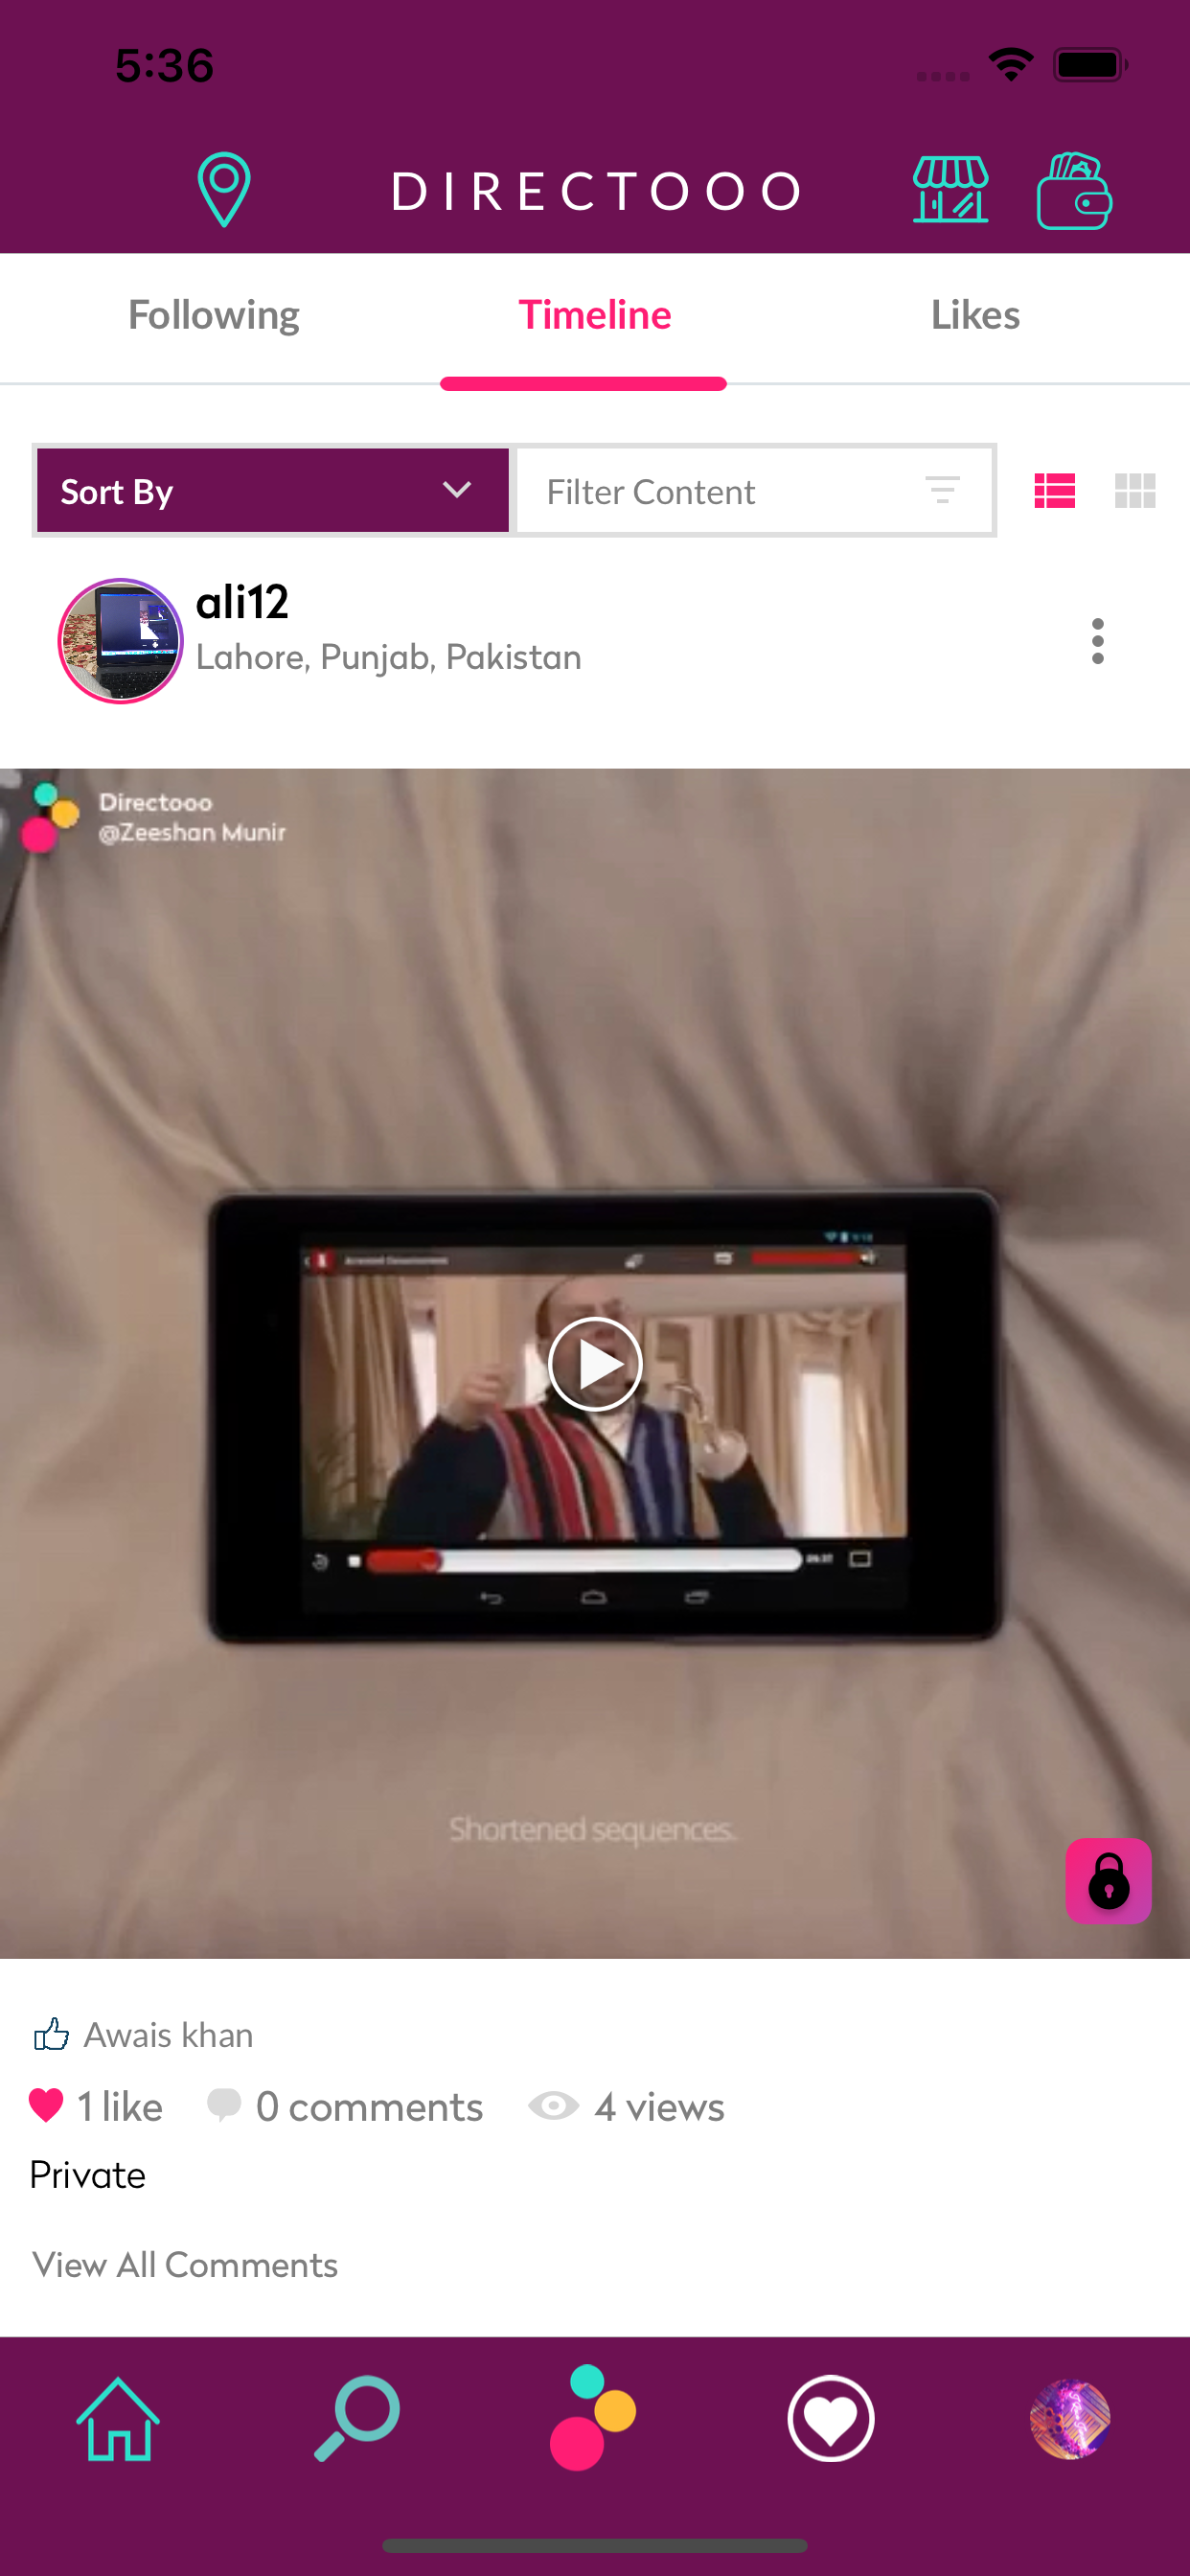 5:36
DIRECTOOO
Following Timeline Likes
Sort By Filter Content
ali12
Lahore, Punjab, Pakistan
Directooo
@Zeeshan Munir
Shortened sequences.
Awais khan
1 like 0 comments 4 views
Private
View All Comments